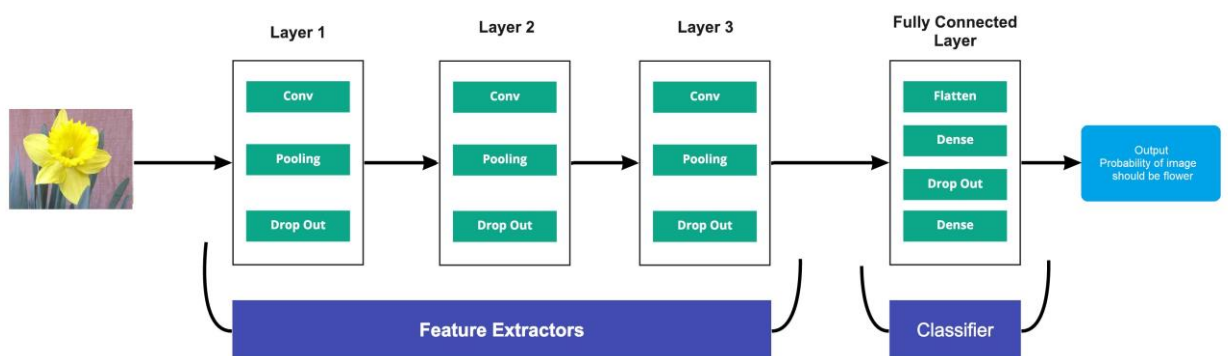 Layer 1
Conv
Pooling
Drop Out
Layer 2
Conv
Pooling
Drop Out
Layer 3
Conv
Pooling
Drop Out
Feature Extractors
Fully Connected
Layer
Flatten
Dense
Drop Out
Dense
Classifier
Output
Probability of image
should be flower